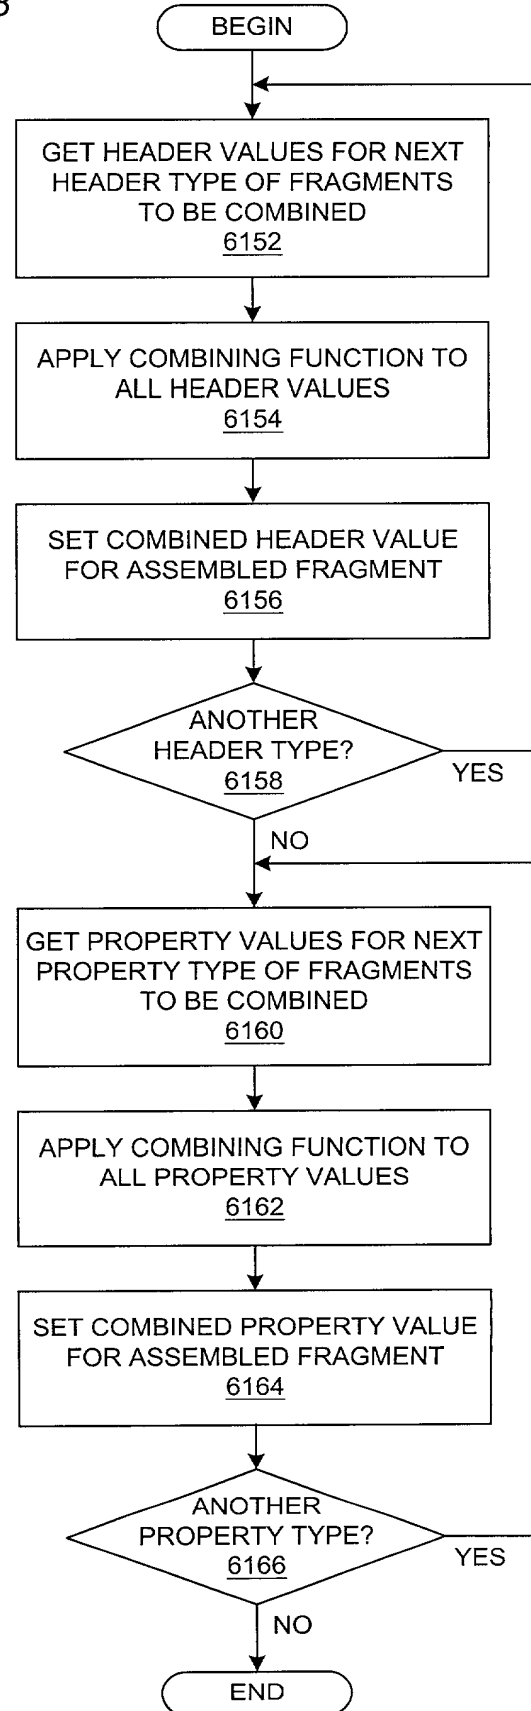 BEGIN
GET HEADER VALUES FOR NEXT
HEADER TYPE OF FRAGMENTS
TO BE COMBINED
6152
APPLY COMBINING FUNCTION TO
ALL HEADER VALUES
6154
SET COMBINED HEADER VALUE
FOR ASSEMBLED FRAGMENT
6156
ANOTHER
HEADER TYPE?
6158
YES
NO
GET PROPERTY VALUES FOR NEXT
PROPERTY TYPE OF FRAGMENTS
TO BE COMBINED
6160
APPLY COMBINING FUNCTION TO
ALL PROPERTY VALUES
6162
SET COMBINED PROPERTY VALUE
FOR ASSEMBLED FRAGMENT
6164
ANOTHER
PROPERTY TYPE?
6166
YES
NO
END